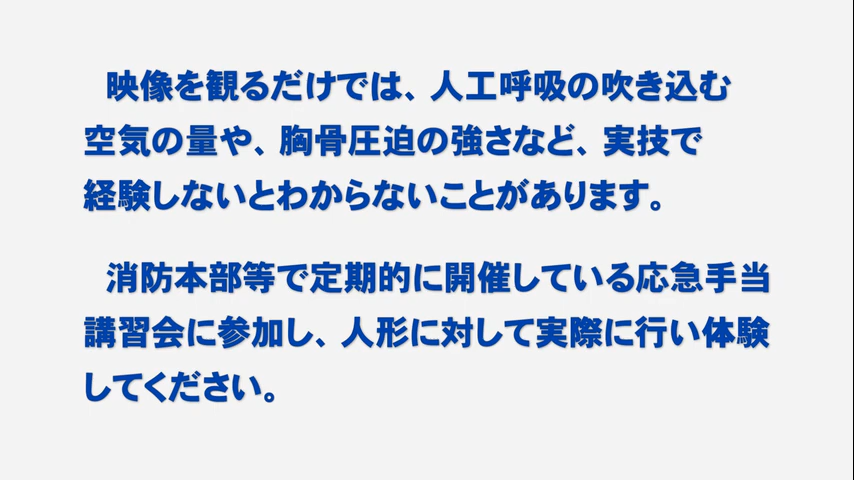 映像を観るだけでは、人工呼吸の吹き込む
空気の量や、胸骨圧迫の強さなど、実技で
経験しないとわからないことがあります。
消防本部等で定期的に開催している応急手当
講習会に参加し、人形に対して実際に行い体験
してください。